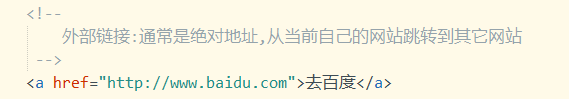 <!--
外部链接:通常是绝对地址,从当前自己的网站跳转到其它网站
-->
<a href="http://www.baidu.com">去百度</a>